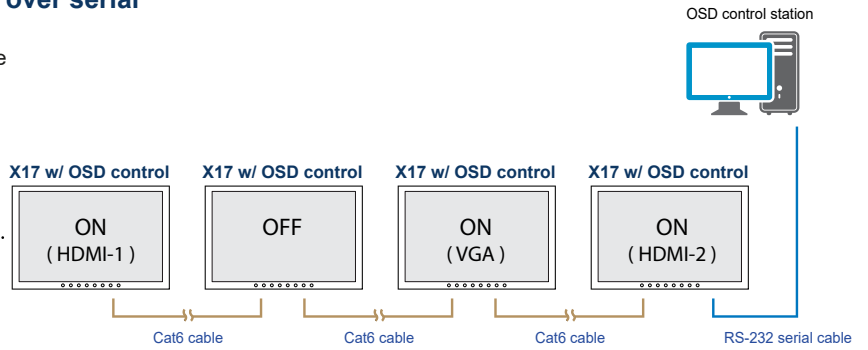 over serial
OSD control station
e
X17 w/ OSD control X17 w/ OSD control X17 w/ OSD control X17 w/ OSD control
ON OFF ON ON
( HDMI-1 ) ( VGA ) ( HDMI-2 )
.
Cat6 cable Cat6 cable Cat6 cable RS-232 serial cable